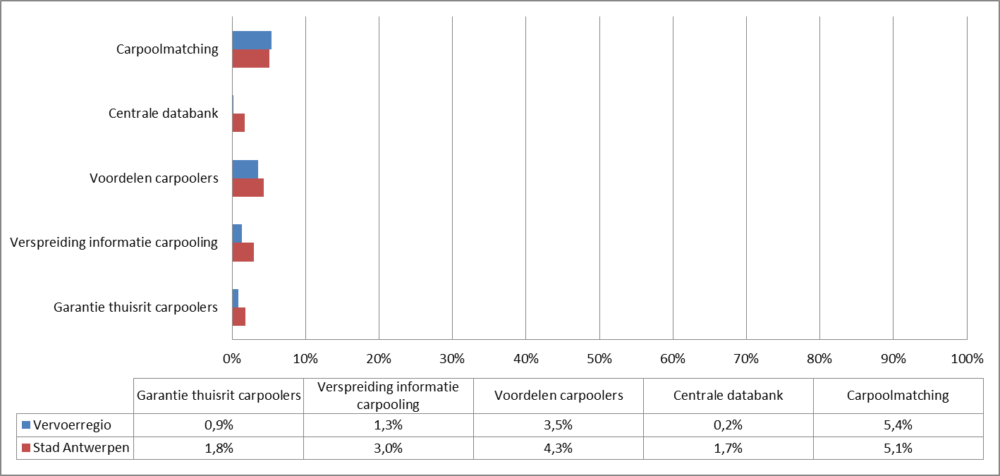 Carpoolmatching
Centrale databank
Voordelen carpoolers
Verspreiding informatie carpooling
Garantie thuisrit carpoolers
0% 10% 20% 30% 40% 50% 60% 70% 80% 90% 100%
Garantie thuisrit carpoolers Verspreiding informatie carpooling Voordelen carpoolers Centrale databank Carpoolmatching
Vervoerregio 0,9% 1,3% 3,5% 0,2% 5,4%
Stad Antwerpen 1,8% 3,0% 4,3% 1,7% 5,1%